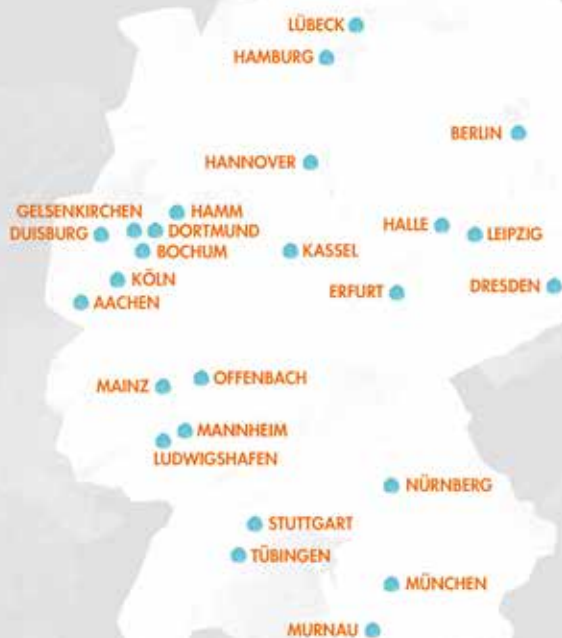 LÜBECK
HAMBURG
BERLIN
HANNOVER
GELSENKIRCHEN
HAMM
DUISBURG
DORTMUND
HALLE
LEIPZIG
BOCHUM
KASSEL
KÖLN
DRESDEN
ERFURT
AACHEN
OFFENBACH
MAINZ
MANNHEIM
LUDWIGSHAFEN
NÜRNBERG
STUTTGART
TÜBINGEN
MÜNCHEN
MURNAU